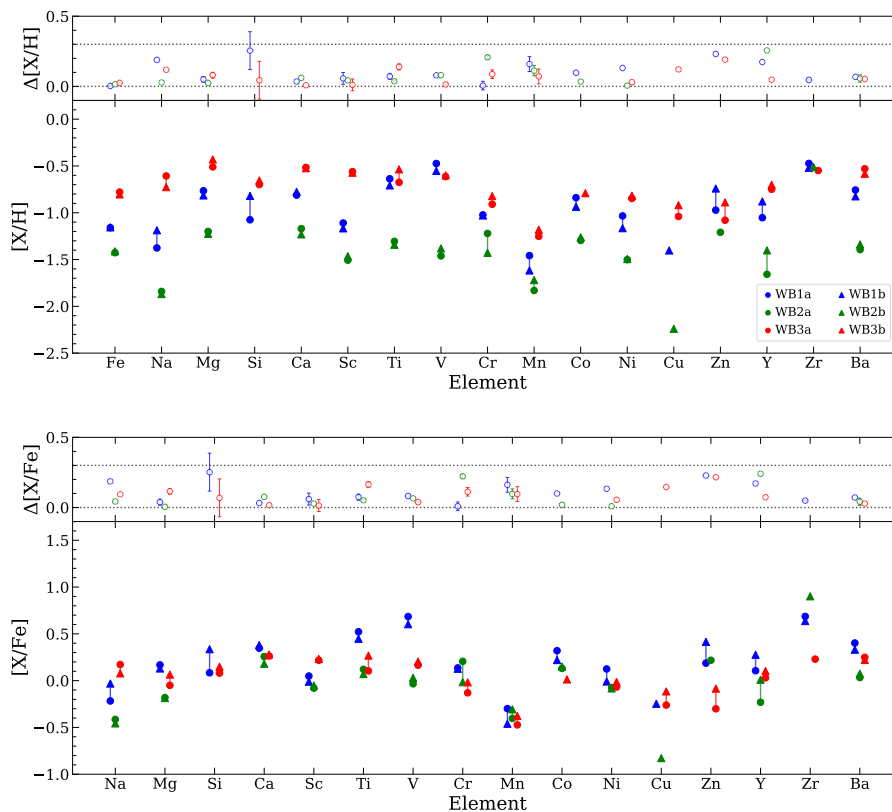 0.5
0.0
Δ[X/H]
0.0
−0.5
−1.0
−1.5
−2.0
−2.5
[X/H]
WB1a WB1b
WB2a WB2b
WB3a WB3b
Fe Na Mg Si Ca Sc Ti V Cr Mn Co Ni Cu Zn Y Zr Ba
Element
0.5
0.0
Δ[X/Fe]
1.5
1.0
0.5
0.0
−0.5
−1.0
[X/Fe]
Na Mg Si Ca Sc Ti V Cr Mn Co Ni Cu Zn Y Zr Ba
Element